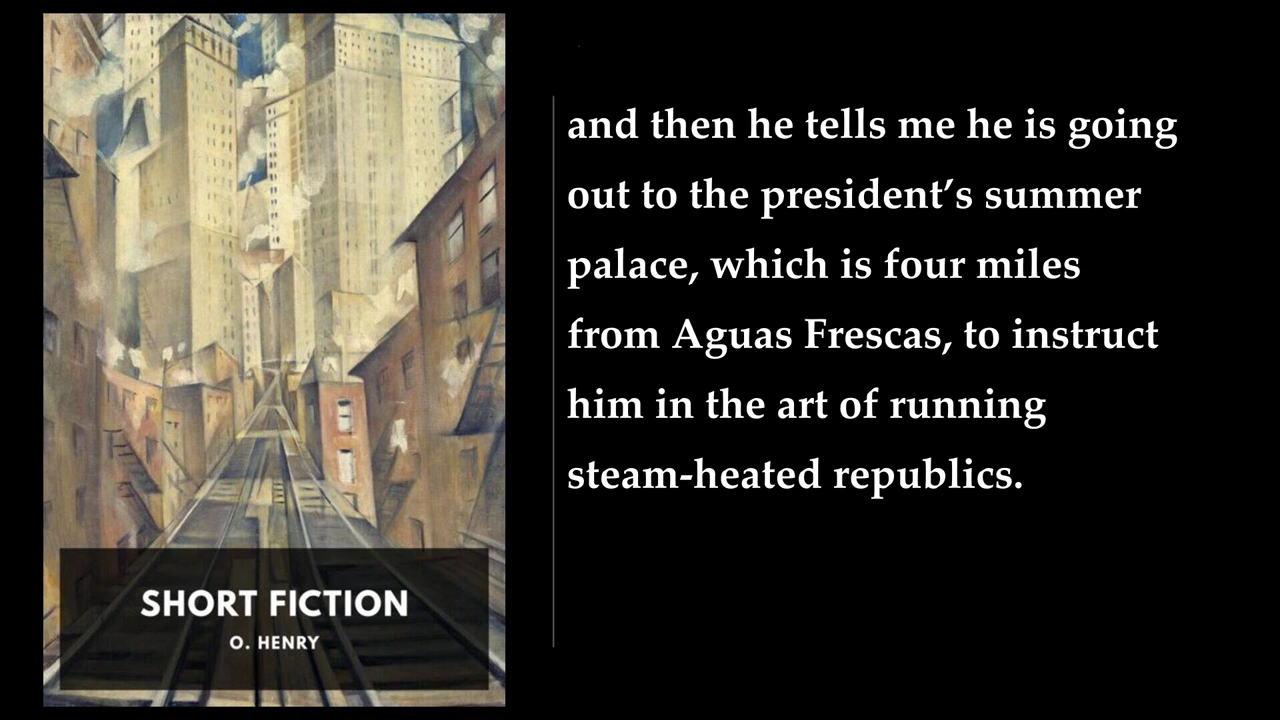 and then he tells me he is going
out to the president’s summer
palace, which is four miles
from Aguas Frescas, to instruct
him in the art of running
steam-heated republics.
SHORT FICTION
O. HENRY